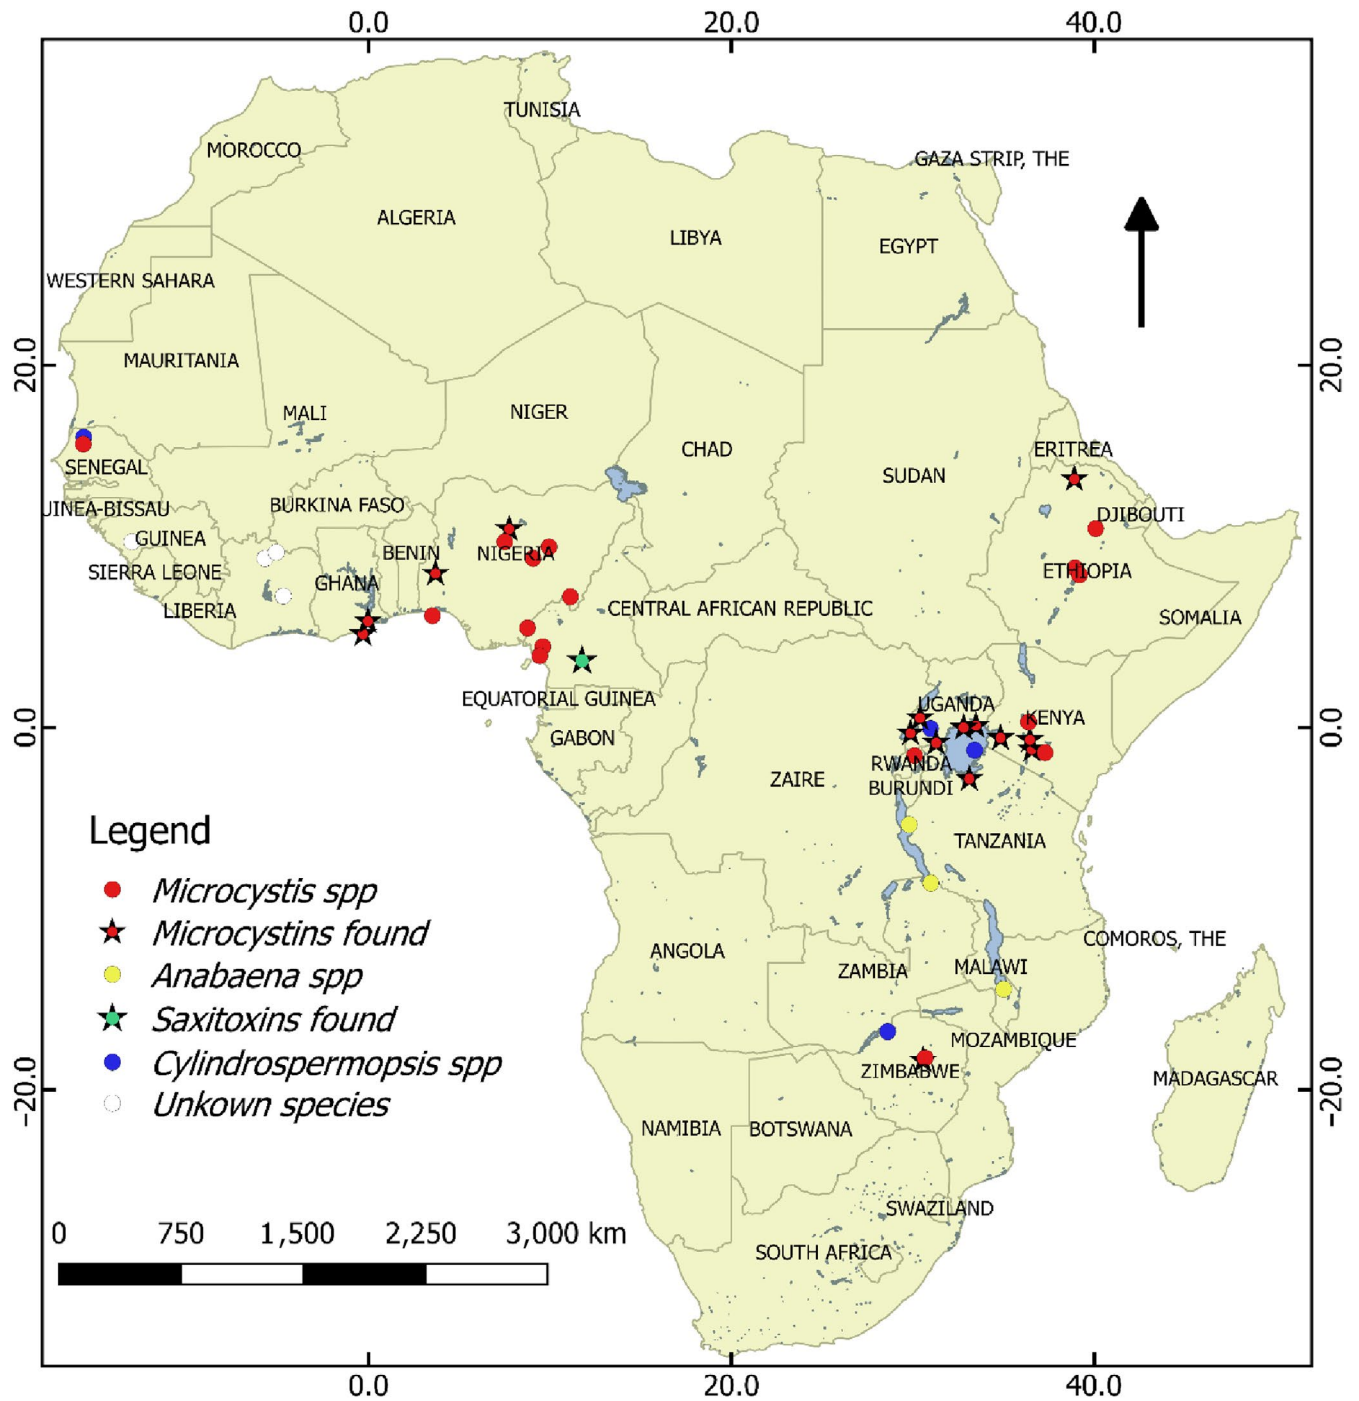 0.0 20.0 40.0
TUNISIA
MOROCCO
GAZA STRIP, THE
ALGERIA
LIBYA
EGYPT
WESTERN SAHARA
MAURITANIA
20.0 20.0
MALI
NIGER
CHAD
ERITREA
SENEGAL
SUDAN
BURKINA FASO
UINEA-BISSAU
DJIBOUTI
GUINEA
BENIN
NIGERIA
SIERRA LEONE
ETHIOPIA
GHANA
LIBERIA
CENTRAL AFRICAN REPUBLIC
SOMALIA
EQUATORIAL GUINEA
UGANDA
KENYA
0.0 0.0
GABON
RWANDA
ZAIRE
BURUNDI
TANZANIA
Legend
Microcystis spp
Microcystins found
Anabaena spp
Saxitoxins found
Cylindrospermopsis spp
Unkown species
COMOROS, THE
ANGOLA
ZAMBIA
MALAWI
MOZAMBIQUE
ZIMBABWE
MADAGASCAR
-20.0 -20.0
NAMIBIA
BOTSWANA
SWAZILAND
SOUTH AFRICA
0 750 1,500 2,250 3,000 km
0.0 20.0 40.0